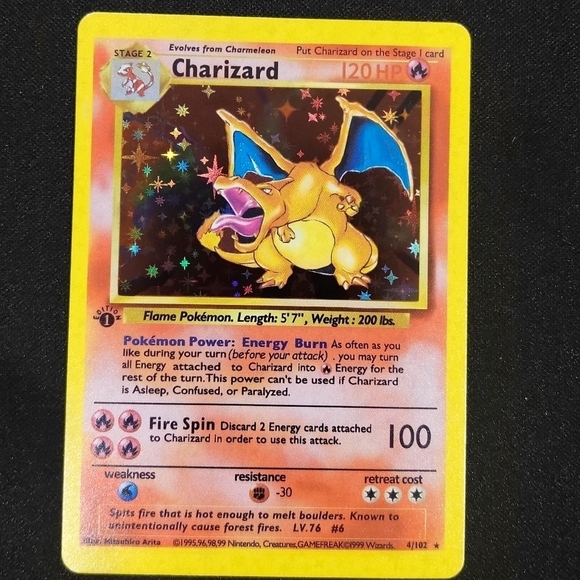 STAGE 2
Evolves from Charmeleon
Put Charizard on the Stage 1 card
Charizard
120 HP
EDITION
1
Flame Pokémon. Length: 5'7", Weight: 200 lbs.
Pokémon Power: Energy Burn As often as you
like during your turn (before your attack), you may turn
all Energy attached to Charizard into Energy for the
rest of the turn. This power can't be used if Charizard
is Asleep, Confused, or Paralyzed.
Fire Spin Discard 2 Energy cards attached
to Charizard in order to use this attack.
100
weakness
resistance
-30
retreat cost
Spits fire that is hot enough to melt boulders. Known to
unintentionally cause forest fires. LV.76 #6
Illus. Mitsuhiro Arita
©1995,96,98,99 Nintendo, Creatures, GAMEFREAK ©1999 Wizards.
4/102 ★